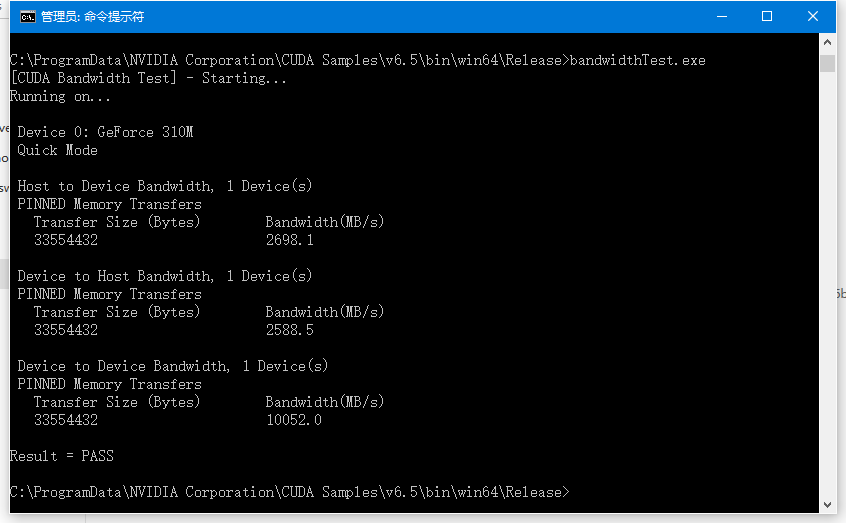 管理员: 命令提示符
C:\ProgramData\NVIDIA Corporation\CUDA Samples\v6.5\bin\win64\Release>bandwidthTest.exe
[CUDA Bandwidth Test] - Starting...
Running on...
Device 0: GeForce 310M
Quick Mode
Host to Device Bandwidth, 1 Device(s)
PINNED Memory Transfers
Transfer Size (Bytes) Bandwidth(MB/s)
33554432 2698.1
Device to Host Bandwidth, 1 Device(s)
PINNED Memory Transfers
Transfer Size (Bytes) Bandwidth(MB/s)
33554432 2588.5
Device to Device Bandwidth, 1 Device(s)
PINNED Memory Transfers
Transfer Size (Bytes) Bandwidth(MB/s)
33554432 10052.0
Result = PASS
C:\ProgramData\NVIDIA Corporation\CUDA Samples\v6.5\bin\win64\Release>